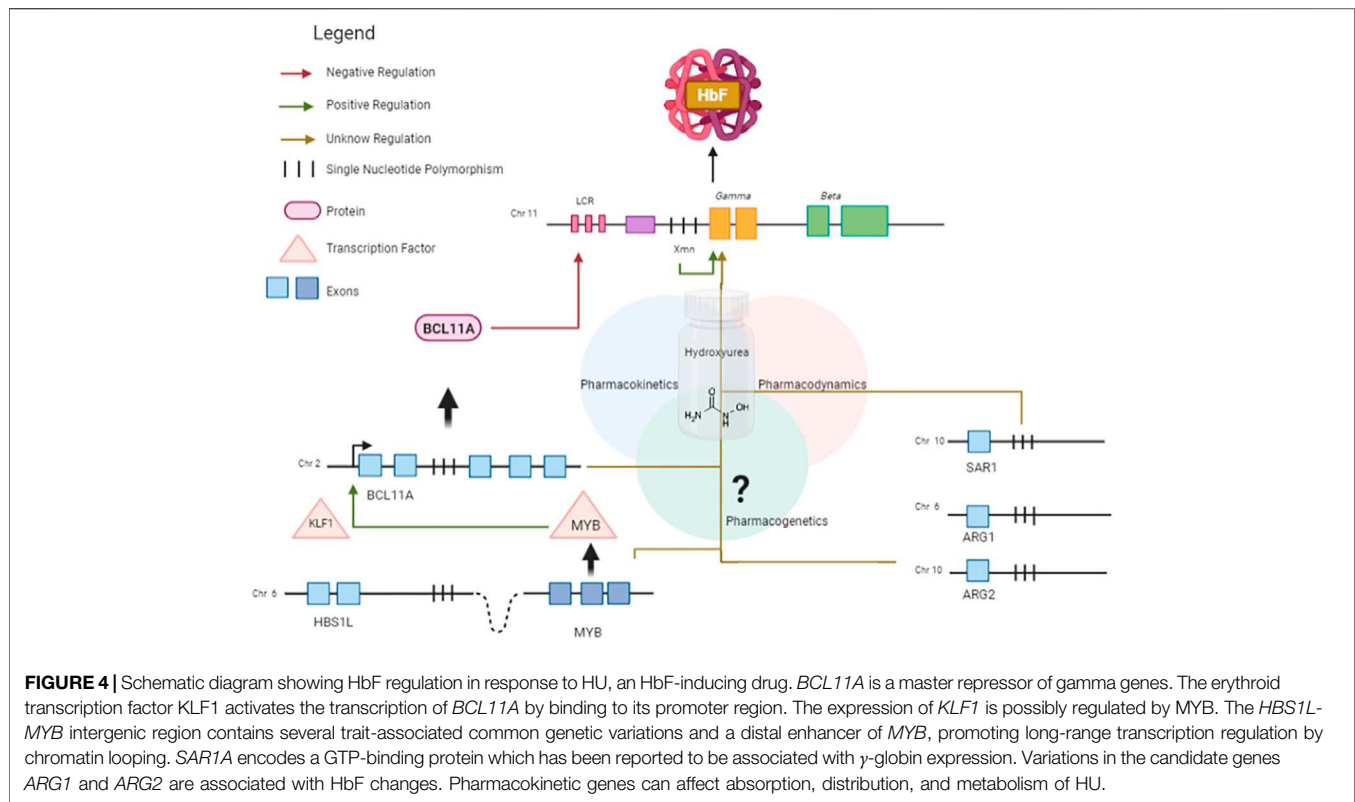 Legend
Negative Regulation
Positive Regulation
Unknow Regulation
Single Nucleotide Polymorphism
Protein
Transcription Factor
Exons
HbF
Chr 11
LCR
Gamma
Beta
Xmn
BCL11A
Hydroxyurea
Pharmacokinetics
Pharmacodynamics
O
H₂N
N
H
OH
?
Pharmacogenetics
Chr 2
BCL11A
KLF1
MYB
Chr 6
HBS1L
MYB
Chr 10
SAR1
Chr 6
ARG1
Chr 10
ARG2
FIGURE 4 | Schematic diagram showing HbF regulation in response to HU, an HbF-inducing drug. BCL11A is a master repressor of gamma genes. The erythroid
transcription factor KLF1 activates the transcription of BCL11A by binding to its promoter region. The expression of KLF1 is possibly regulated by MYB. The HBS1L-
MYB intergenic region contains several trait-associated common genetic variations and a distal enhancer of MYB, promoting long-range transcription regulation by
chromatin looping. SAR1A encodes a GTP-binding protein which has been reported to be associated with γ-globin expression. Variations in the candidate genes
ARG1 and ARG2 are associated with HbF changes. Pharmacokinetic genes can affect absorption, distribution, and metabolism of HU.